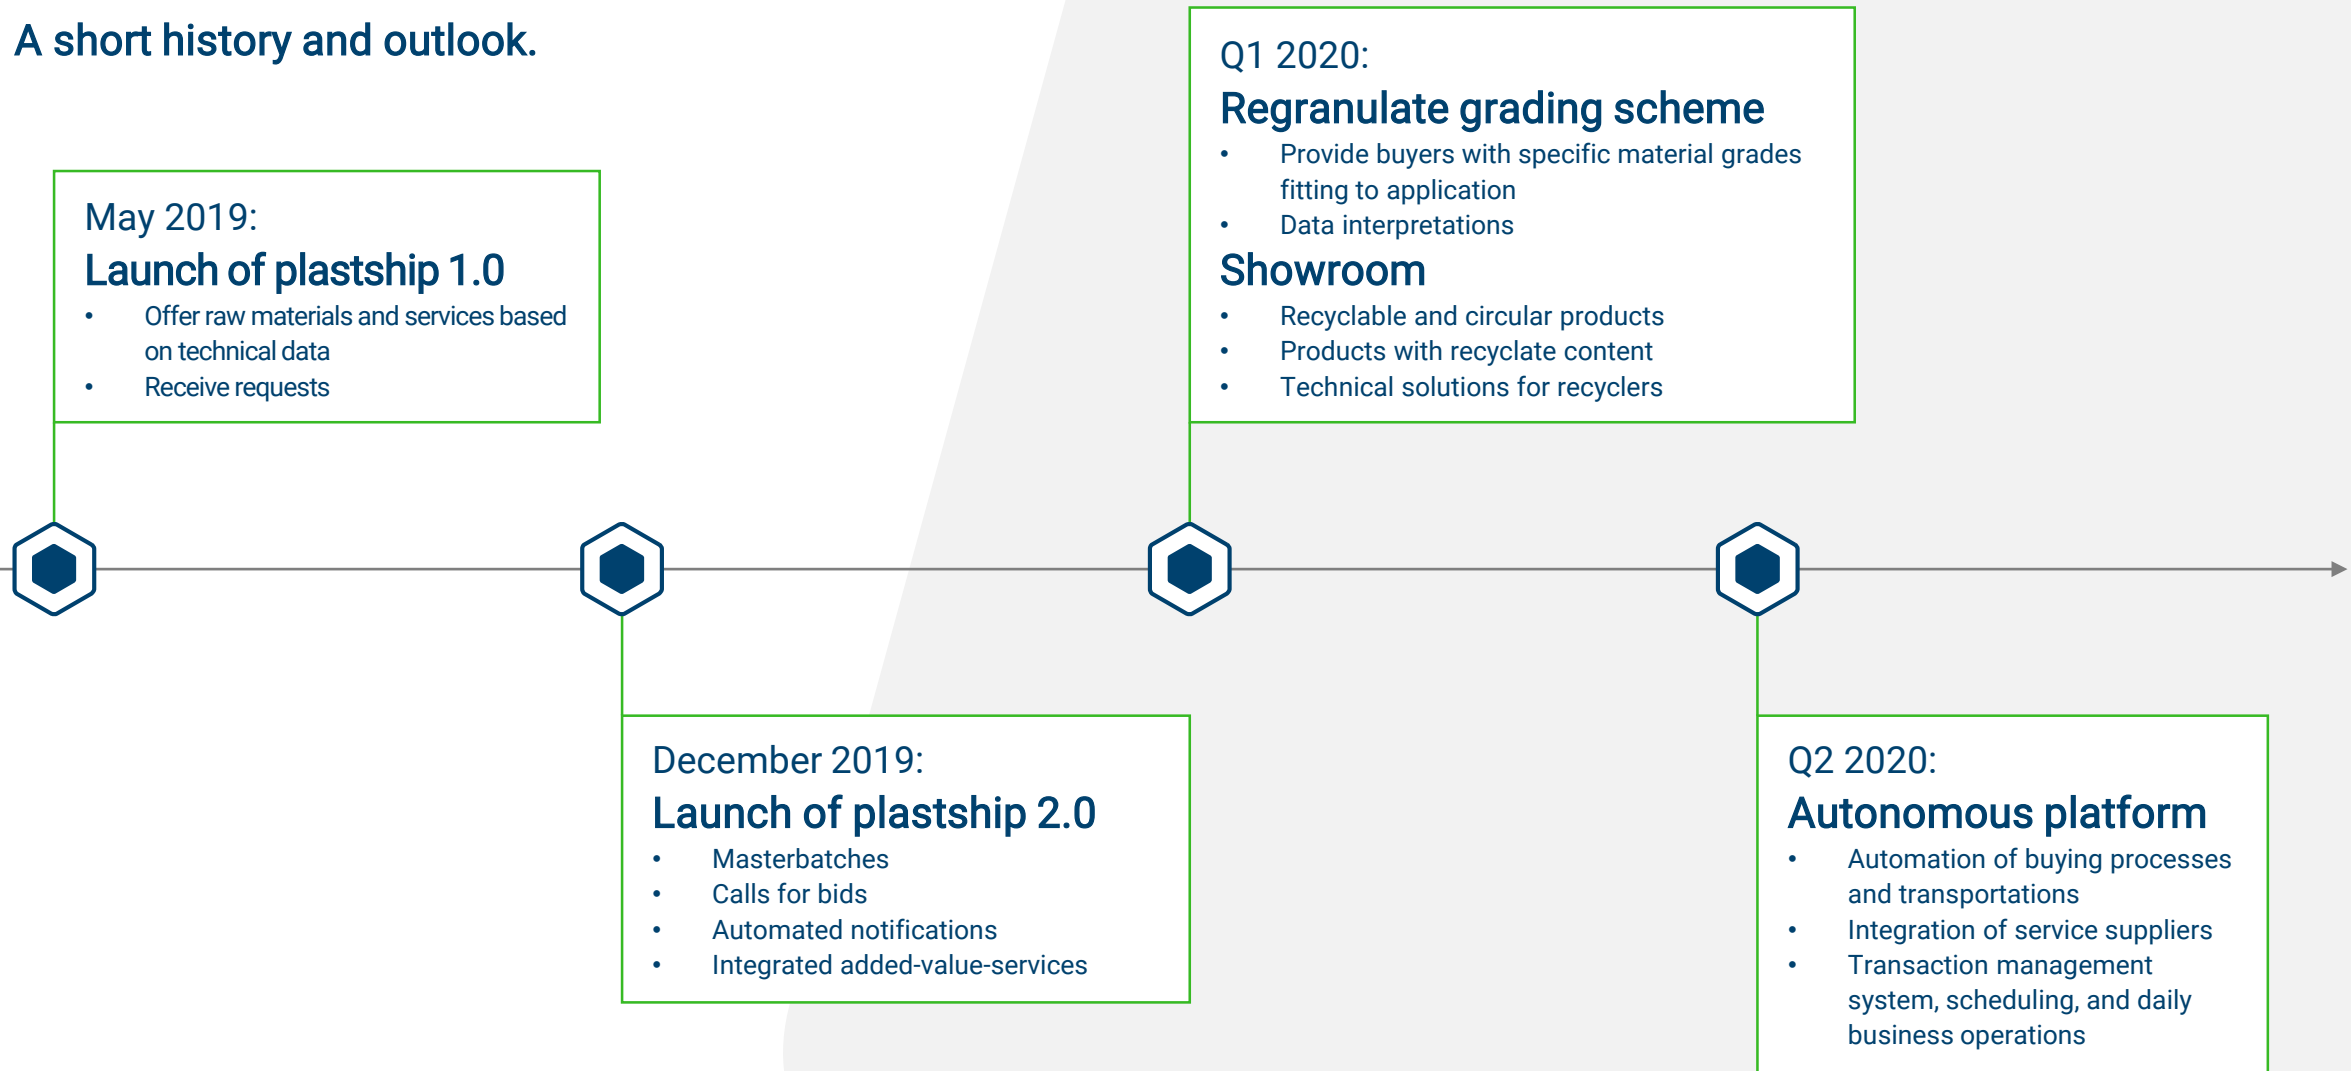 A short history and outlook.
May 2019:
Launch of plastship 1.0
• Offer raw materials and services based
on technical data
• Receive requests
December 2019:
Launch of plastship 2.0
• Masterbatches
• Calls for bids
• Automated notifications
• Integrated added-value-services
Q1 2020:
Regranulate grading scheme
• Provide buyers with specific material grades
fitting to application
• Data interpretations
Showroom
• Recyclable and circular products
• Products with recyclate content
• Technical solutions for recyclers
Q2 2020:
Autonomous platform
• Automation of buying processes
and transportations
• Integration of service suppliers
• Transaction management
system, scheduling, and daily
business operations